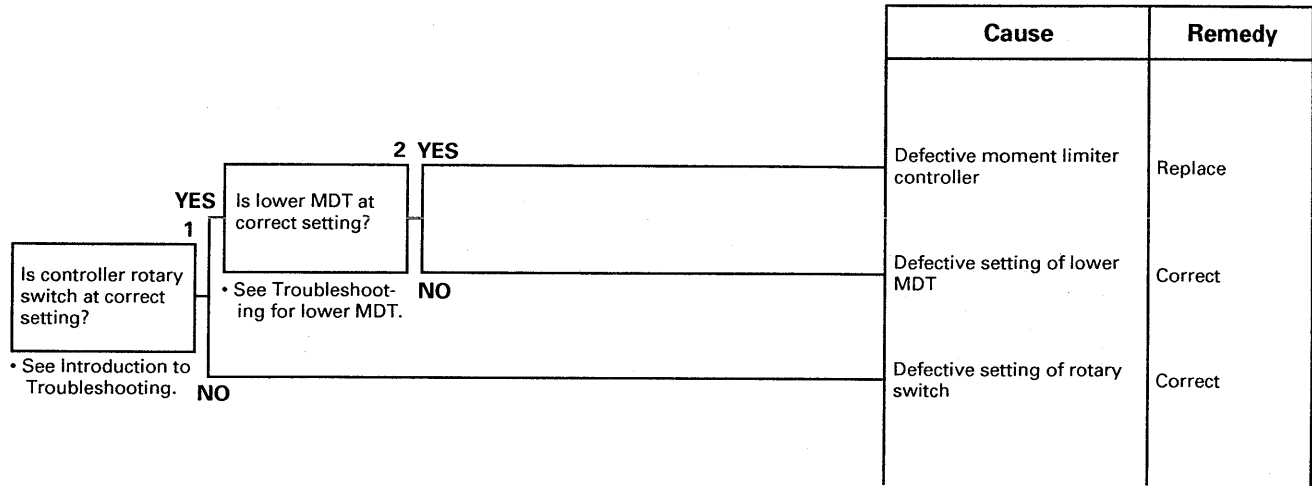 Cause
Remedy
2 YES
Defective moment limiter
controller
Replace
YES
1
Is lower MDT at
correct setting?
Is controller rotary
switch at correct
setting?
• See Troubleshoot-
ing for lower MDT.
NO
Defective setting of lower
MDT
Correct
• See Introduction to
Troubleshooting.
NO
Defective setting of rotary
switch
Correct